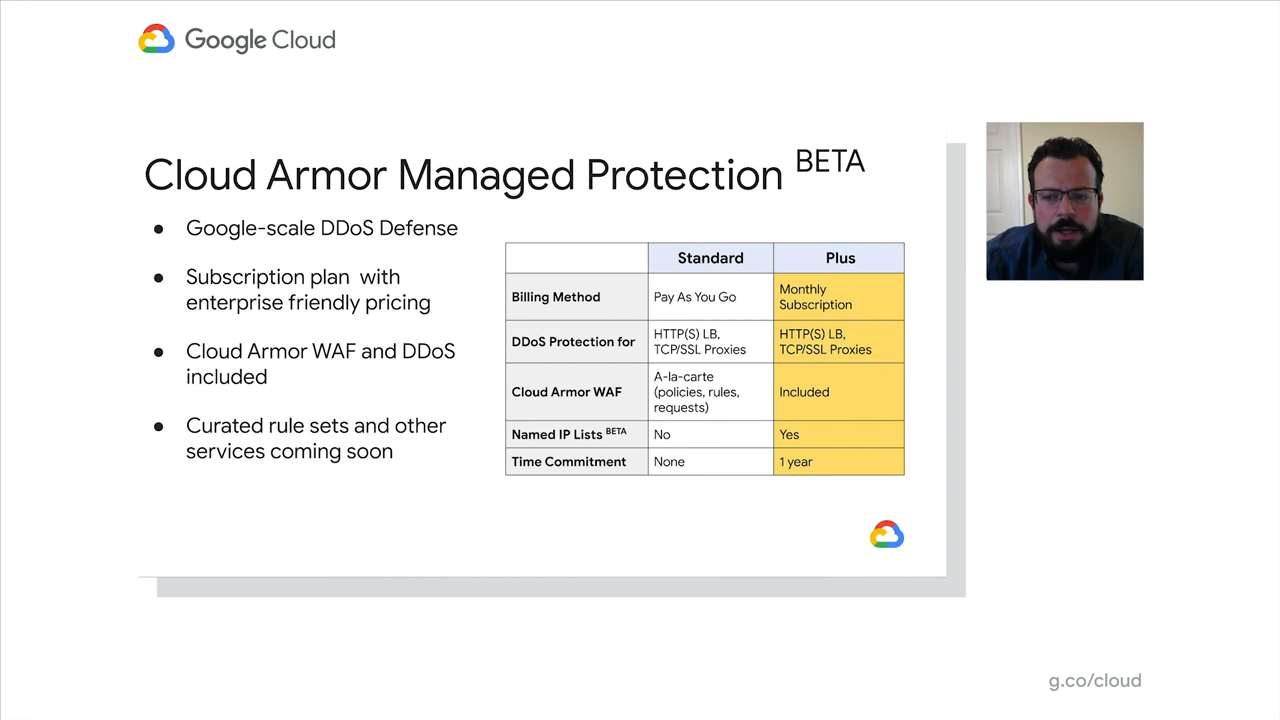 Google Cloud
Cloud Armor Managed Protection BETA
● Google-scale DDoS Defense
● Subscription plan with
enterprise friendly pricing
● Cloud Armor WAF and DDoS
included
● Curated rule sets and other
services coming soon
Standard Plus
Billing Method Pay As You Go Monthly
Subscription
DDoS Protection for HTTP(S) LB,
TCP/SSL Proxies HTTP(S) LB,
TCP/SSL Proxies
Cloud Armor WAF A-la-carte
(policies, rules,
requests) Included
Named IP Lists BETA No Yes
Time Commitment None 1 year
g.co/cloud